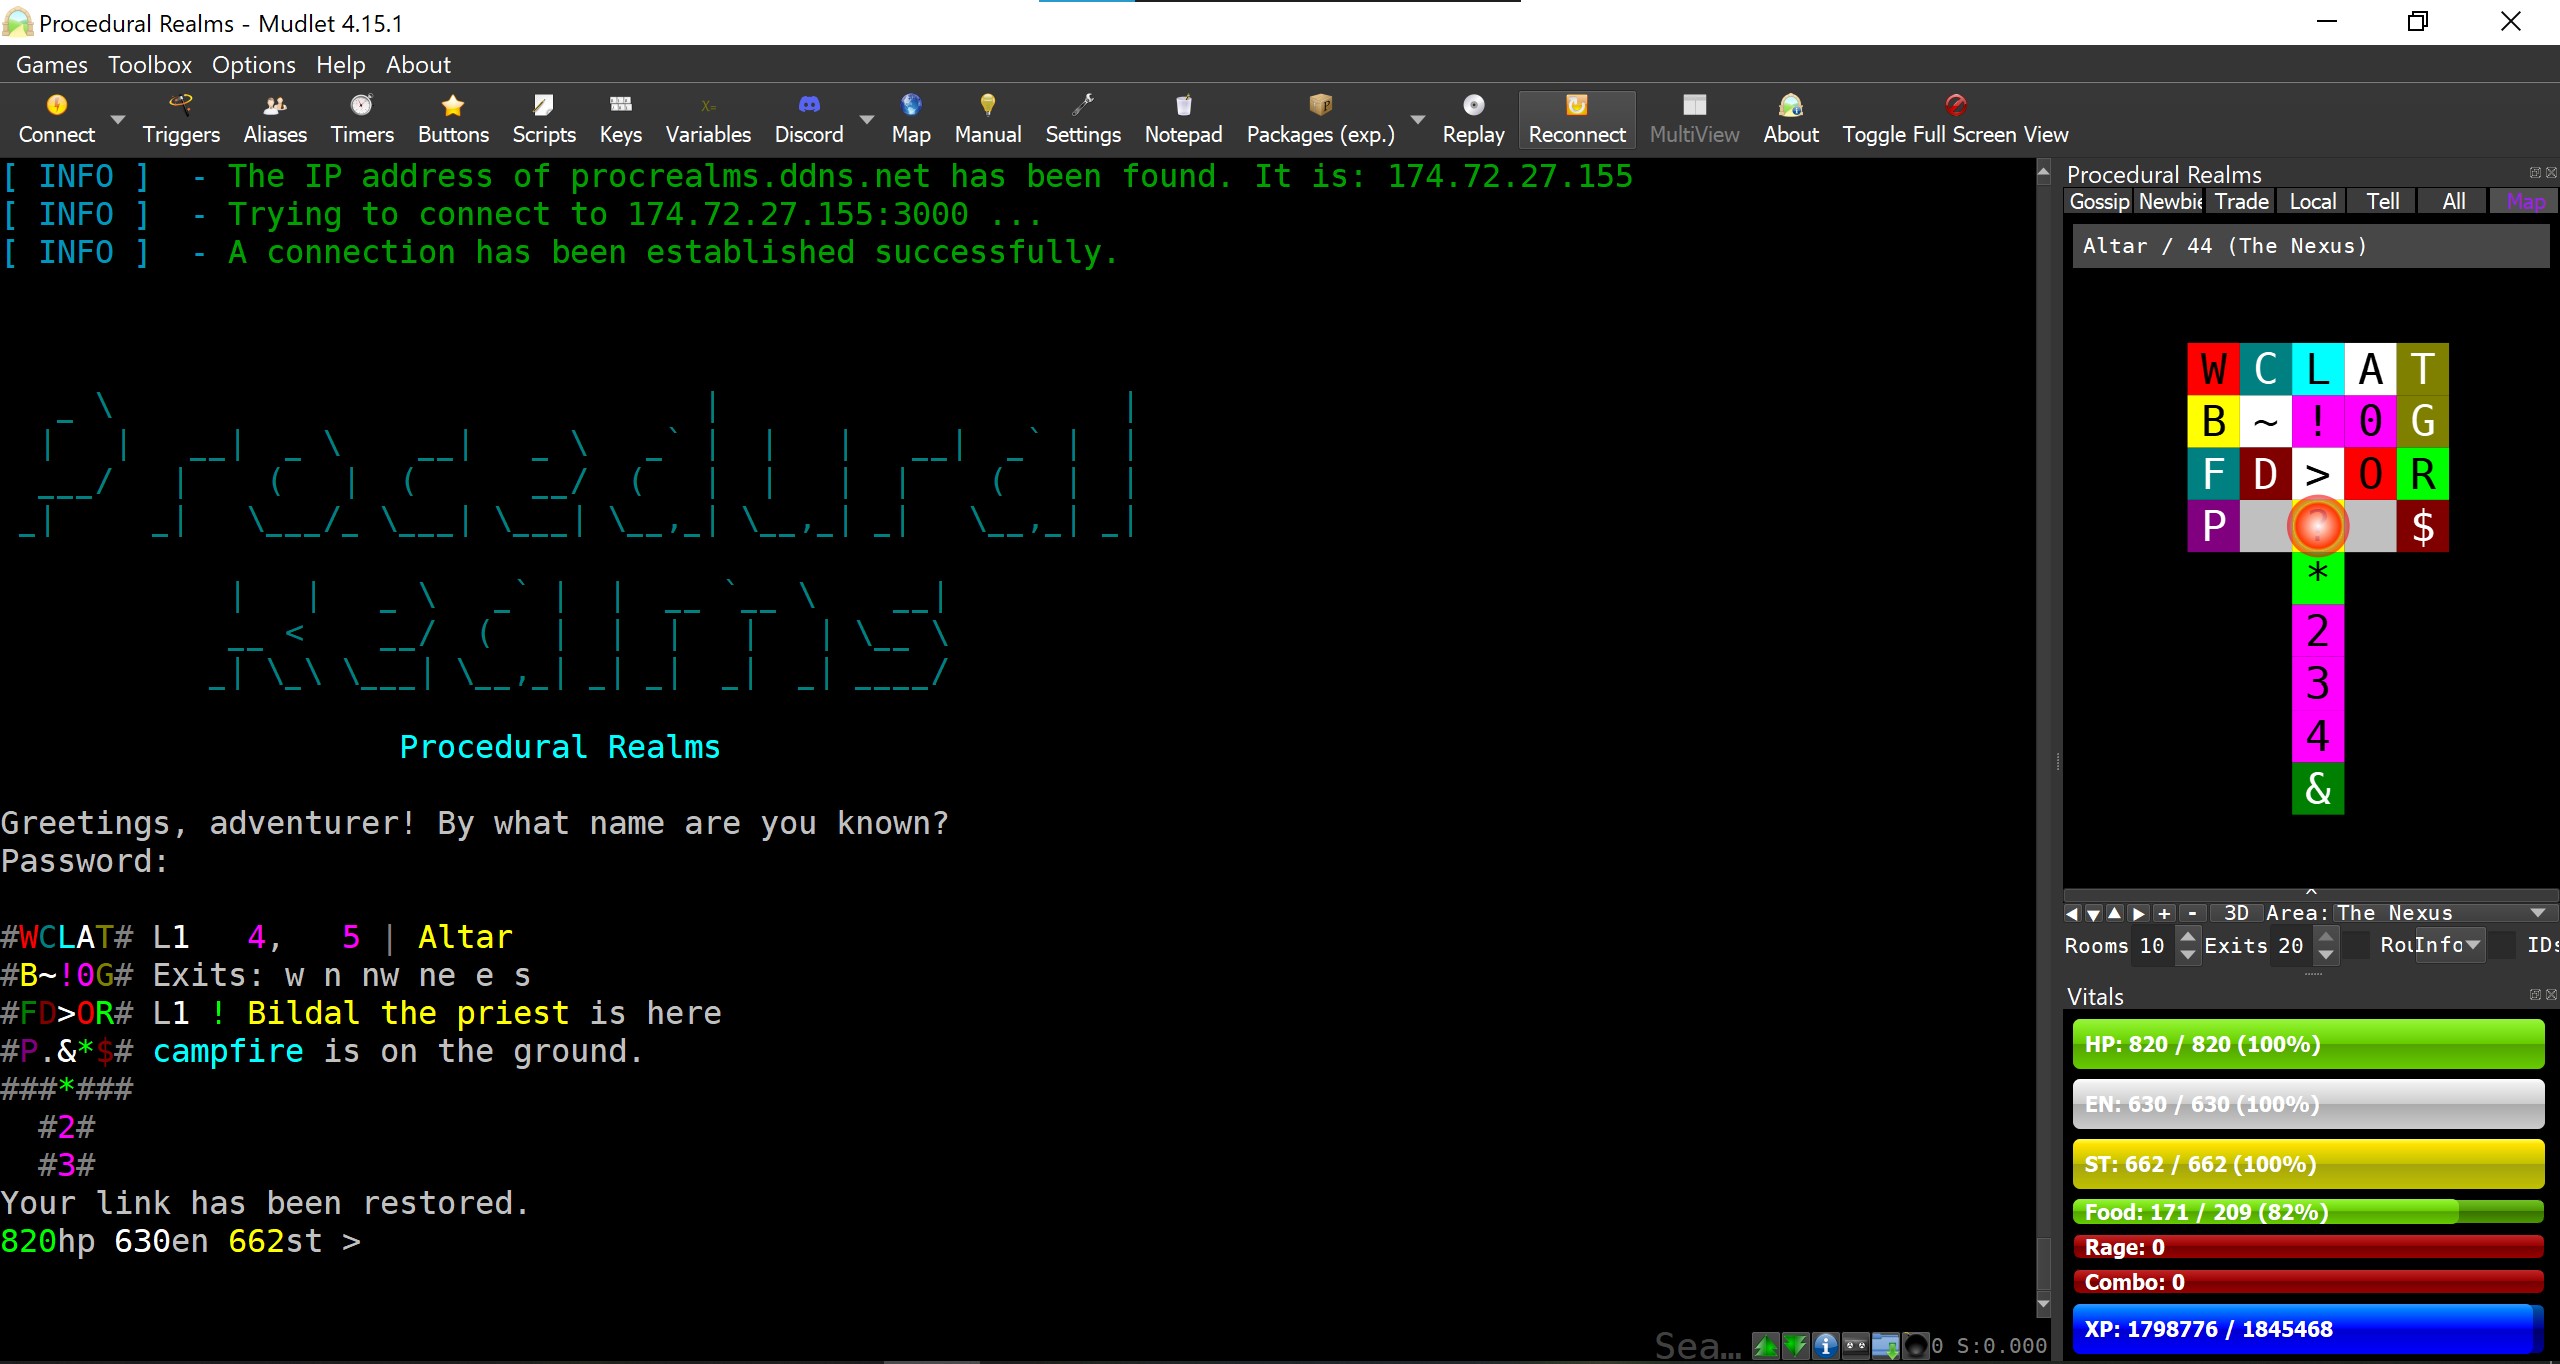 Procedural Realms - Mudlet 4.15.1
Games Toolbox Options Help About
Connect Triggers Aliases Timers Buttons Scripts Keys Variables Discord Map Manual Settings Notepad Packages (exp.) Replay Reconnect MultiView About Toggle Full Screen View
[ INFO ]  - The IP address of procrealms.ddns.net has been found. It is: 174.72.27.155
[ INFO ]  - Trying to connect to 174.72.27.155:3000 ...
[ INFO ]  - A connection has been established successfully.
Procedural
Realms
Procedural Realms
Greetings, adventurer! By what name are you known?
Password:
#WCLAT# L1   4,   5 | Altar
#B~!0G# Exits: w n nw ne e s
#FD>OR# L1 ! Bildal the priest is here
#P.&*$# campfire is on the ground.
###*###
#2#
#3#
Your link has been restored.
820hp 630en 662st >
Sea...
0 S:0.000
Procedural Realms
Gossip Newbie Trade Local Tell All Map
Altar / 44 (The Nexus)
W C L A T
B ~ ! 0 G
F D > O R
P $
*
2
3
4
&
+ - 3D Area: The Nexus
Rooms 10 Exits 20 Rou Info IDs
Vitals
HP: 820 / 820 (100%)
EN: 630 / 630 (100%)
ST: 662 / 662 (100%)
Food: 171 / 209 (82%)
Rage: 0
Combo: 0
XP: 1798776 / 1845468